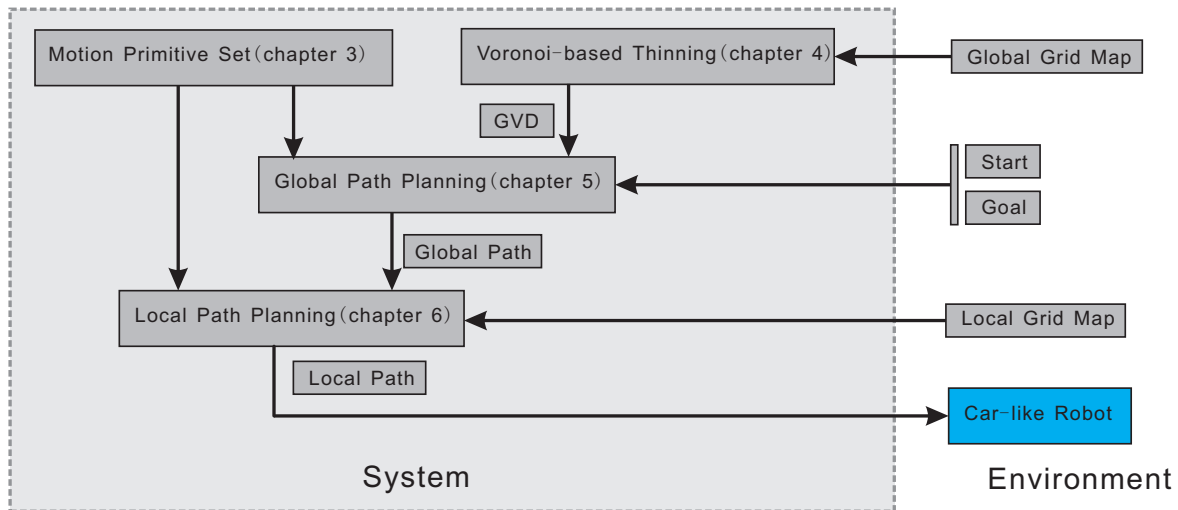 Motion Primitive Set(chapter 3)
Voronoi-based Thinning(chapter 4)
Global Grid Map
GVD
Start
Global Path Planning(chapter 5)
Goal
Global Path
Local Path Planning(chapter 6)
Local Grid Map
Local Path
Car-like Robot
System
Environment